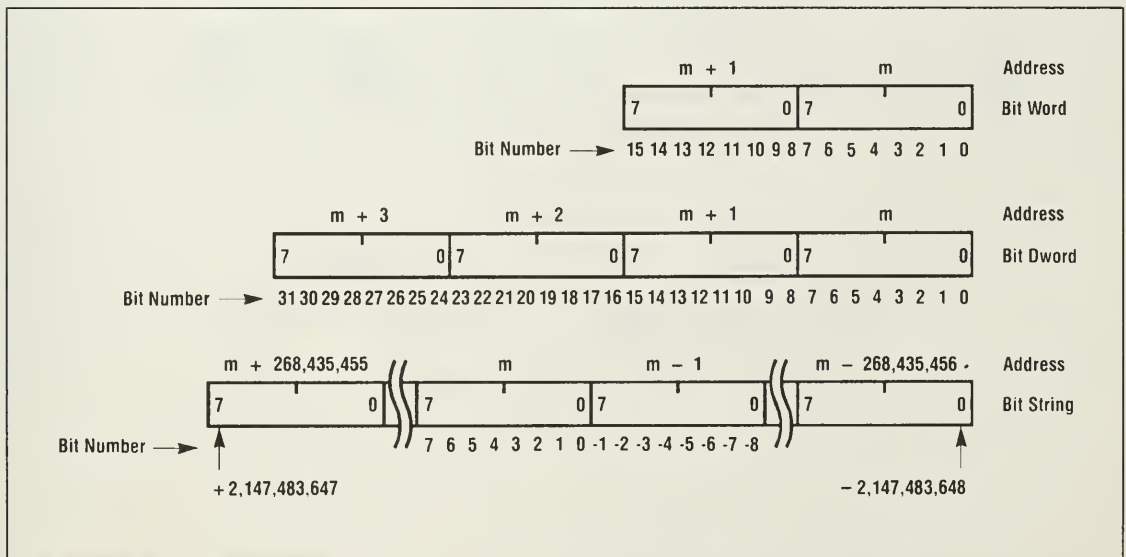 m + 1 m Address
7 0 7 0 Bit Word
Bit Number 15 14 13 12 11 10 9 8 7 6 5 4 3 2 1 0
m + 3 m + 2 m + 1 m Address
7 0 7 0 7 0 7 0 Bit Dword
Bit Number 31 30 29 28 27 26 25 24 23 22 21 20 19 18 17 16 15 14 13 12 11 10 9 8 7 6 5 4 3 2 1 0
m + 268,435,455 m m − 1 m − 268,435,456 Address
7 0 7 0 7 0 7 0 Bit String
Bit Number 7 6 5 4 3 2 1 0 -1 -2 -3 -4 -5 -6 -7 -8
+ 2,147,483,647 − 2,147,483,648